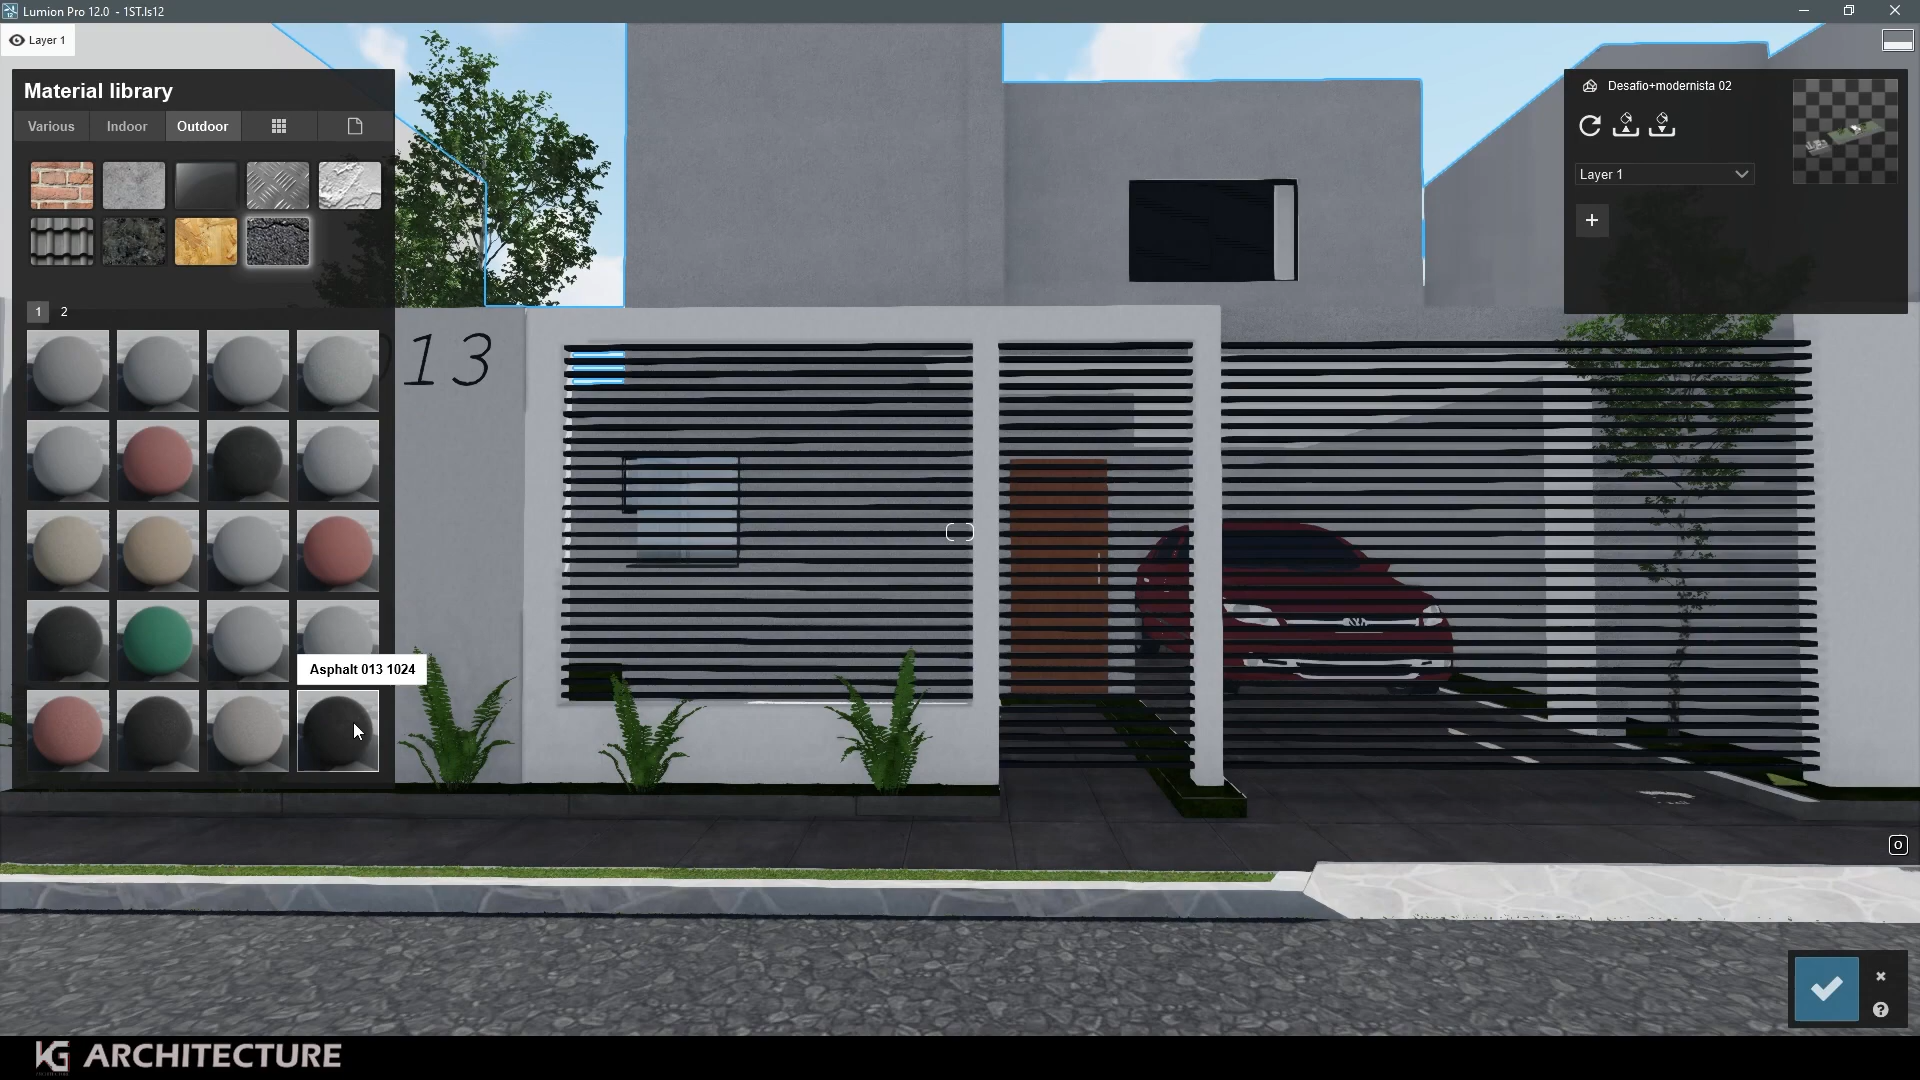 Lumion Pro 12.0 - 1ST.ls12
Layer 1
Material library
Various Indoor Outdoor
1 2
Asphalt 013 1024
Desafio+modernista 02
Layer 1
+
13
O
?
KG ARCHITECTURE